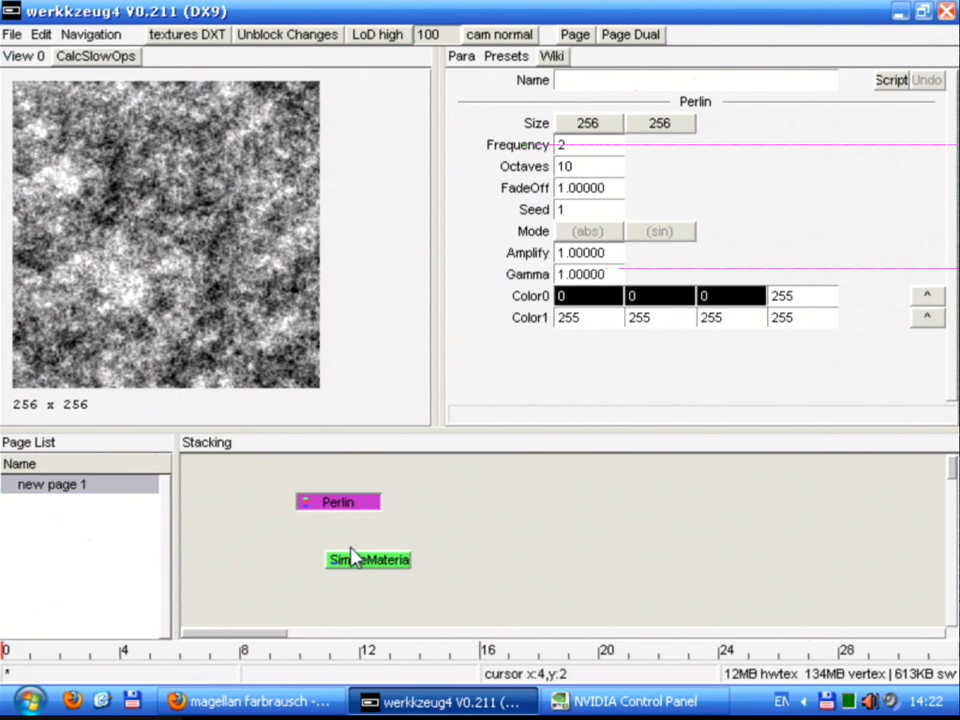 werkkzeug4 V0.211 (DX9)
File Edit Navigation textures DXT Unblock Changes LoD high 100 cam normal Page Page Dual
View 0 CalcSlowOps
Para Presets Wiki
Name Script Undo
Perlin
Size 256 256
Frequency 2
Octaves 10
FadeOff 1.00000
Seed 1
Mode (abs) (sin)
Amplify 1.00000
Gamma 1.00000
Color0 0 0 0 255 ^
Color1 255 255 255 255 ^
256 x 256
Page List
Name
new page 1
Stacking
Perlin
0 4 8 12 16 20 24 28
* cursor x:4,y:2 12MB hwtex 134MB vertex | 613KB sw
magellan farbrausch -... werkkzeug4 V0.211 (... NVIDIA Control Panel EN 14:22